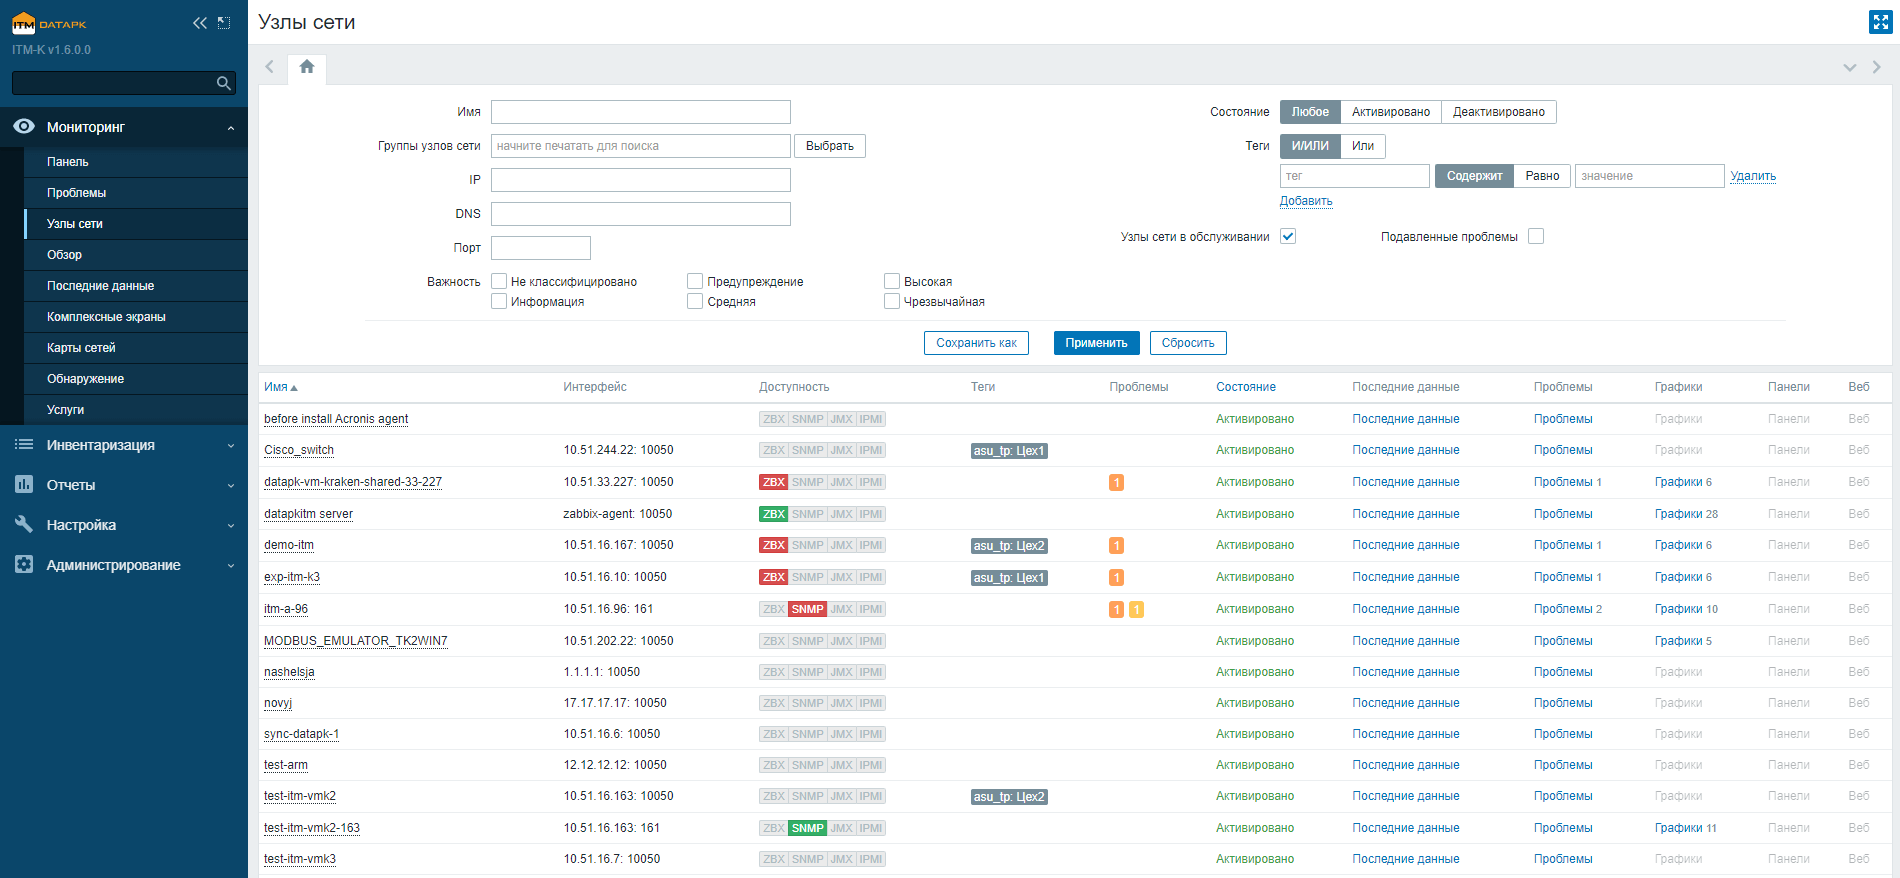 ITM DATAPK
ITM-K v1.6.0.0
Мониторинг
Панель
Проблемы
Узлы сети
Обзор
Последние данные
Комплексные экраны
Карты сетей
Обнаружение
Услуги
Инвентаризация
Отчеты
Настройка
Администрирование
Узлы сети
Имя
Группы узлов сети начните печатать для поиска Выбрать
IP
DNS
Порт
Важность Не классифицировано Предупреждение Высокая
Информация Средняя Чрезвычайная
Состояние Любое Активировано Деактивировано
Теги И/ИЛИ Или
тег Содержит Равно значение Удалить
Добавить
Узлы сети в обслуживании Подавленные проблемы
Сохранить как Применить Сбросить
Имя Интерфейс Доступность Теги Проблемы Состояние Последние данные Проблемы Графики Панели Веб
before install Acronis agent ZBX SNMP JMX IPMI Активировано Последние данные Проблемы Графики Панели Веб
Cisco_switch 10.51.244.22: 10050 ZBX SNMP JMX IPMI asu_tp: Цех1 Активировано Последние данные Проблемы Графики Панели Веб
datapk-vm-kraken-shared-33-227 10.51.33.227: 10050 ZBX SNMP JMX IPMI 1 Активировано Последние данные Проблемы 1 Графики 6 Панели Веб
datapkitm server zabbix-agent: 10050 ZBX SNMP JMX IPMI Активировано Последние данные Проблемы Графики 28 Панели Веб
demo-itm 10.51.16.167: 10050 ZBX SNMP JMX IPMI asu_tp: Цех2 1 Активировано Последние данные Проблемы 1 Графики 6 Панели Веб
exp-itm-k3 10.51.16.10: 10050 ZBX SNMP JMX IPMI asu_tp: Цех1 1 Активировано Последние данные Проблемы 1 Графики 6 Панели Веб
itm-a-96 10.51.16.96: 161 ZBX SNMP JMX IPMI 1 1 Активировано Последние данные Проблемы 2 Графики 10 Панели Веб
MODBUS_EMULATOR_TK2WIN7 10.51.202.22: 10050 ZBX SNMP JMX IPMI Активировано Последние данные Проблемы Графики 5 Панели Веб
nashelsja 1.1.1.1: 10050 ZBX SNMP JMX IPMI Активировано Последние данные Проблемы Графики Панели Веб
novyj 17.17.17.17: 10050 ZBX SNMP JMX IPMI Активировано Последние данные Проблемы Графики Панели Веб
sync-datapk-1 10.51.16.6: 10050 ZBX SNMP JMX IPMI Активировано Последние данные Проблемы Графики Панели Веб
test-arm 12.12.12.12: 10050 ZBX SNMP JMX IPMI Активировано Последние данные Проблемы Графики Панели Веб
test-itm-vmk2 10.51.16.163: 10050 ZBX SNMP JMX IPMI asu_tp: Цех2 Активировано Последние данные Проблемы Графики Панели Веб
test-itm-vmk2-163 10.51.16.163: 161 ZBX SNMP JMX IPMI Активировано Последние данные Проблемы Графики 11 Панели Веб
test-itm-vmk3 10.51.16.7: 10050 ZBX SNMP JMX IPMI Активировано Последние данные Проблемы Графики Панели Веб